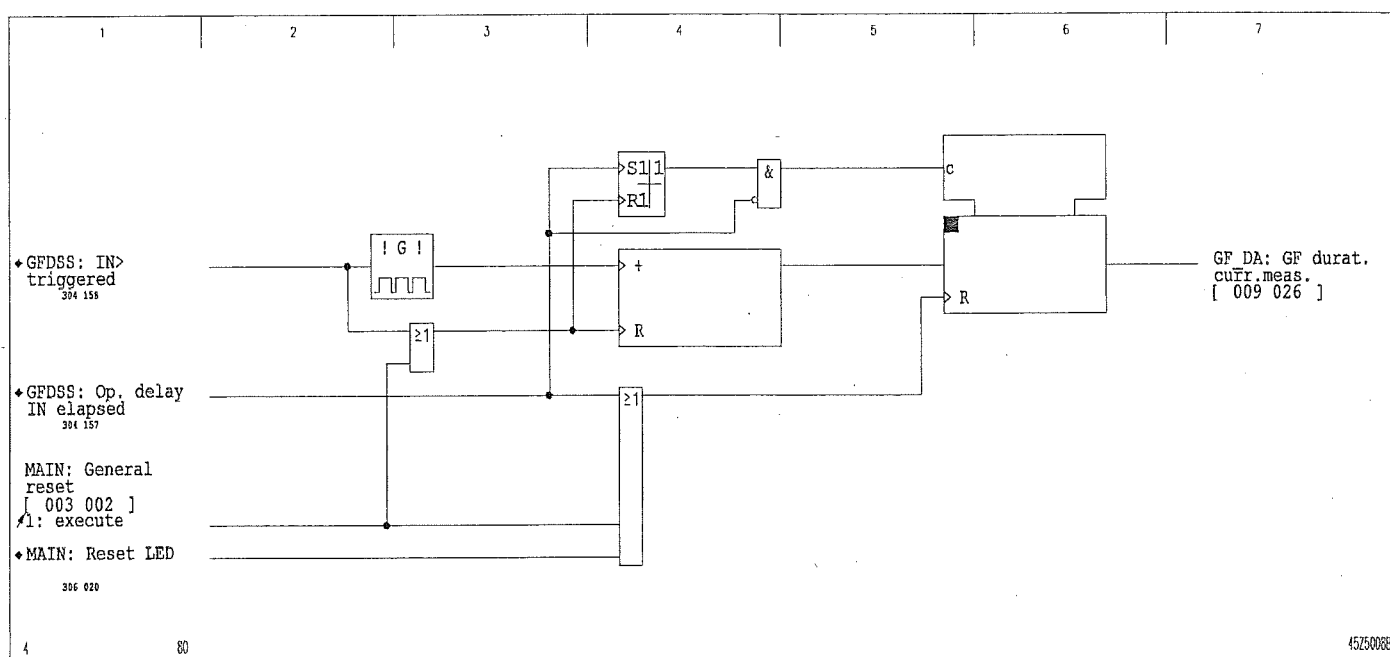 1 2 3 4 5 6 7
S1 1
R1
&
C
! G !
+
R
≥1
R
≥1
GFDSS: IN>
triggered
304 158
GFDSS: Op. delay
IN elapsed
304 157
MAIN: General
reset
[ 003 002 ]
1: execute
MAIN: Reset LED
306 020
GF DA: GF durat.
curr.meas.
[ 009 026 ]
4 80
45Z5008B